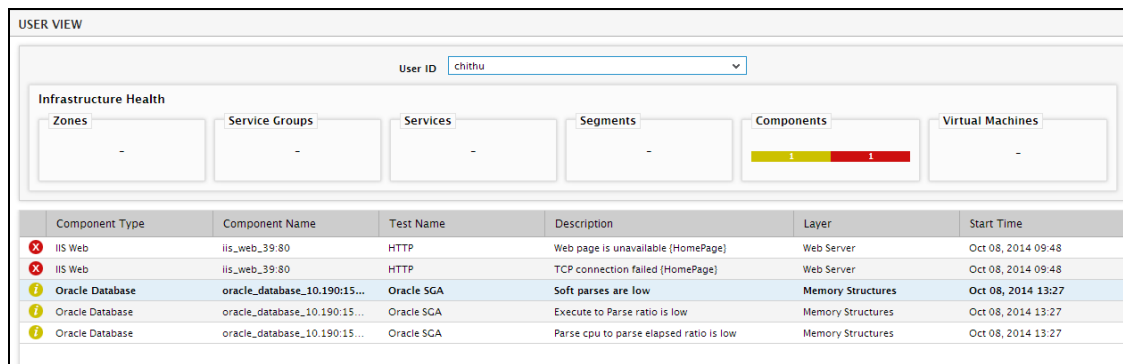 USER VIEW
User ID chithu
Infrastructure Health
Zones Service Groups Services Segments Components Virtual Machines
- - - - 1 1 -
Component Type Component Name Test Name Description Layer Start Time
IIS Web iis_web_39:80 HTTP Web page is unavailable {HomePage} Web Server Oct 08, 2014 09:48
IIS Web iis_web_39:80 HTTP TCP connection failed {HomePage} Web Server Oct 08, 2014 09:48
Oracle Database oracle_database_10.190:15... Oracle SGA Soft parses are low Memory Structures Oct 08, 2014 13:27
Oracle Database oracle_database_10.190:15... Oracle SGA Execute to Parse ratio is low Memory Structures Oct 08, 2014 13:27
Oracle Database oracle_database_10.190:15... Oracle SGA Parse cpu to parse elapsed ratio is low Memory Structures Oct 08, 2014 13:27